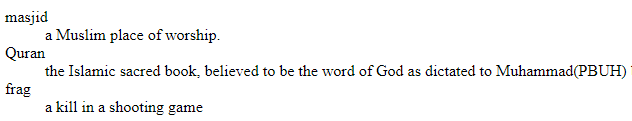 masjid
a Muslim place of worship.
Quran
the Islamic sacred book, believed to be the word of God as dictated to Muhammad(PBUH)
frag
a kill in a shooting game